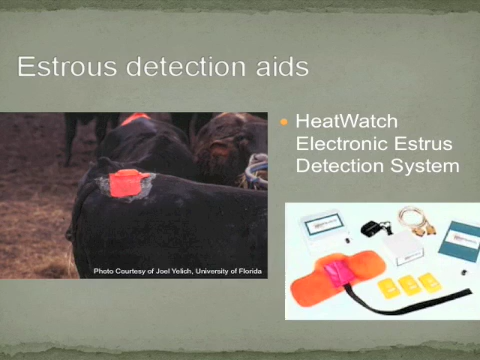 Estrous detection aids
HeatWatch
Electronic Estrus
Detection System
Photo Courtesy of Joel Yelich, University of Florida